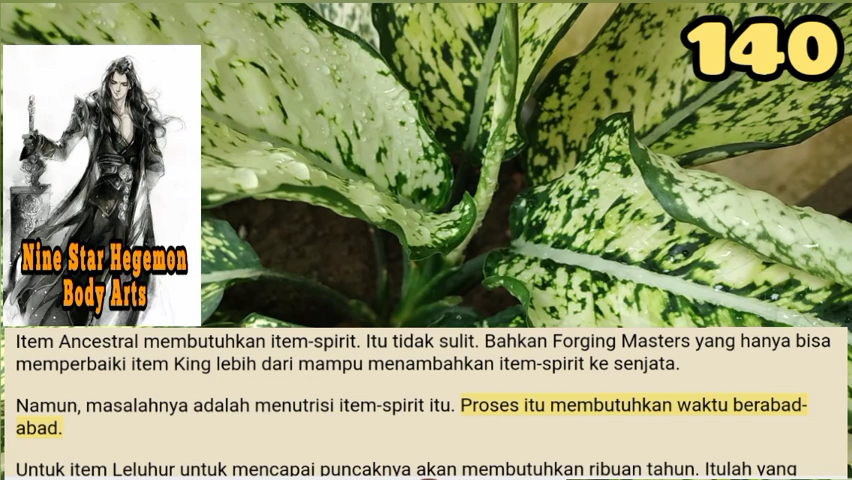 140
Nine Star Hegemon
Body Arts
Item Ancestral membutuhkan item-spirit. Itu tidak sulit. Bahkan Forging Masters yang hanya bisa
memperbaiki item King lebih dari mampu menambahkan item-spirit ke senjata.
Namun, masalahnya adalah menutrisi item-spirit itu. Proses itu membutuhkan waktu berabad-
abad.
Untuk item Leluhur untuk mencapai puncaknya akan membutuhkan ribuan tahun. Itulah yang